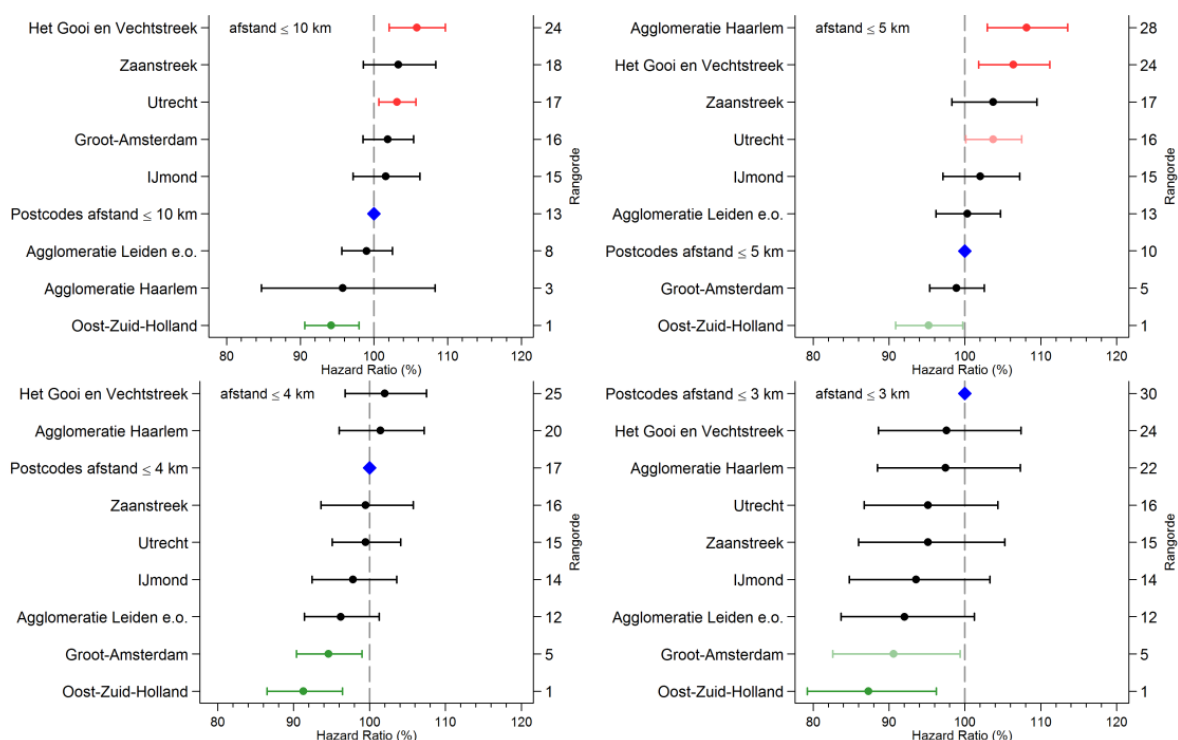 afstand ≤ 10 km
Het Gooi en Vechtstreek 24
Zaanstreek 18
Utrecht 17
Groot-Amsterdam 16
IJmond 15
Postcodes afstand ≤ 10 km 13
Agglomeratie Leiden e.o. 8
Agglomeratie Haarlem 3
Oost-Zuid-Holland 1
Rangorde
80 90 100 110 120
Hazard Ratio (%)
afstand ≤ 5 km
Agglomeratie Haarlem 28
Het Gooi en Vechtstreek 24
Zaanstreek 17
Utrecht 16
IJmond 15
Agglomeratie Leiden e.o. 13
Postcodes afstand ≤ 5 km 10
Groot-Amsterdam 5
Oost-Zuid-Holland 1
Rangorde
80 90 100 110 120
Hazard Ratio (%)
afstand ≤ 4 km
Het Gooi en Vechtstreek 25
Agglomeratie Haarlem 20
Postcodes afstand ≤ 4 km 17
Zaanstreek 16
Utrecht 15
IJmond 14
Agglomeratie Leiden e.o. 12
Groot-Amsterdam 5
Oost-Zuid-Holland 1
Rangorde
80 90 100 110 120
Hazard Ratio (%)
afstand ≤ 3 km
Postcodes afstand ≤ 3 km 30
Het Gooi en Vechtstreek 24
Agglomeratie Haarlem 22
Utrecht 16
Zaanstreek 15
IJmond 14
Agglomeratie Leiden e.o. 12
Groot-Amsterdam 5
Oost-Zuid-Holland 1
Rangorde
80 90 100 110 120
Hazard Ratio (%)